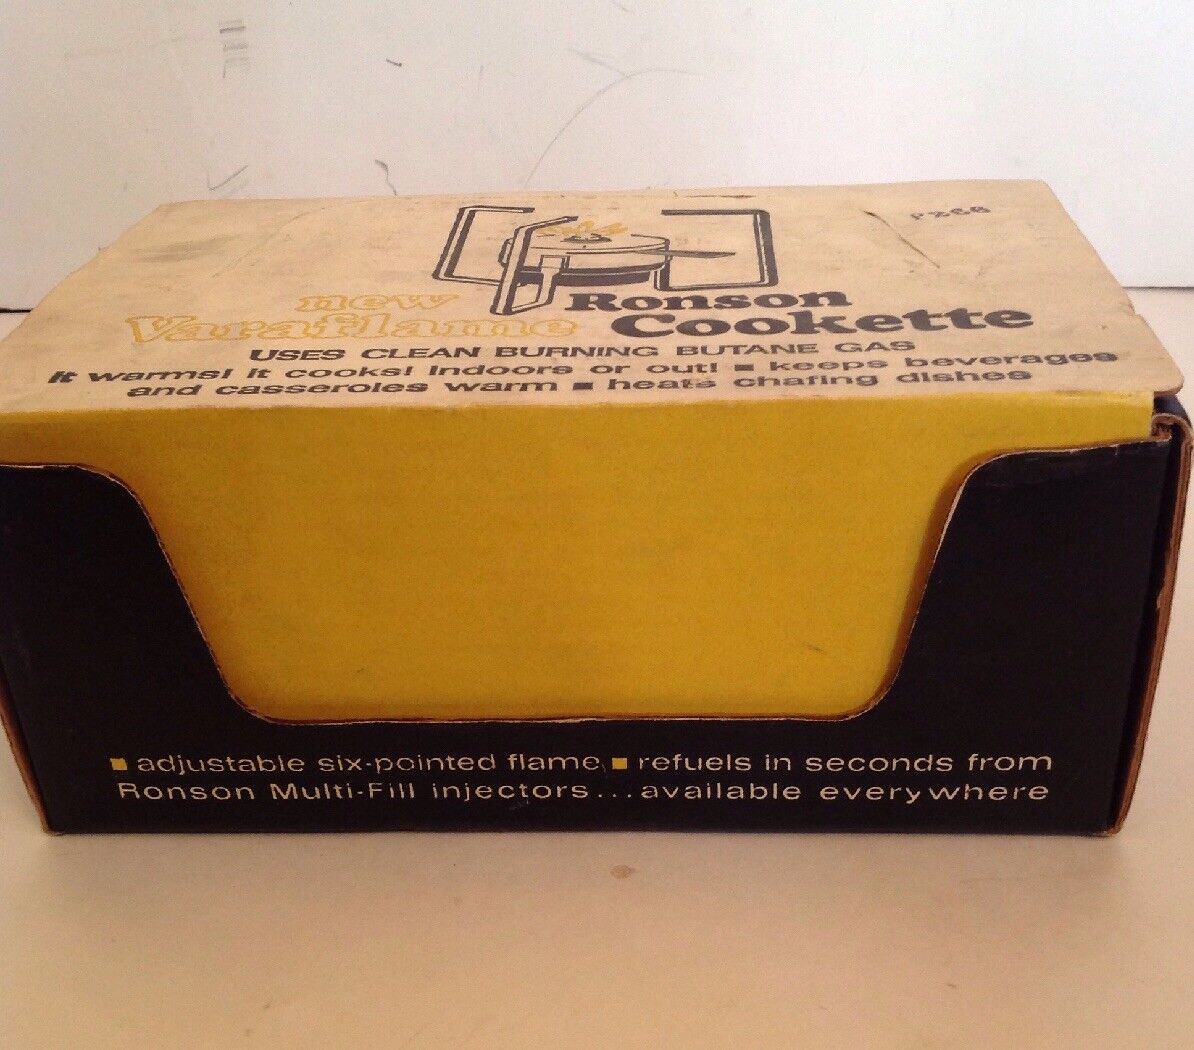 new
Varaflame Ronson Cookette
USES CLEAN BURNING BUTANE GAS
It warms! It cooks! Indoors or out! ■ keeps beverages
and casseroles warm ■ heats chafing dishes
■ adjustable six-pointed flame ■ refuels in seconds from
Ronson Multi-Fill injectors...available everywhere